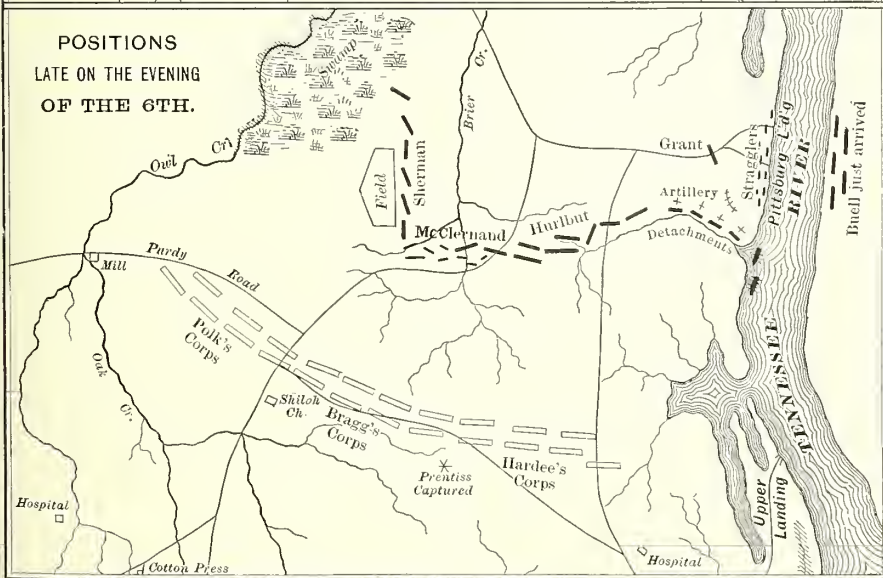 POSITIONS
LATE ON THE EVENING
OF THE 6TH.
Swamp
Owl
Crl
Brier
Cr.
Field
Sherman
McClernand
Hurlbut
Grant
Artillery
Detachments
Stragglers
Pittsburg L'd'g
RIVER
Buell just arrived
Mill
Purdy
Road
Polk's
Corps
Oak
Cr.
Shiloh
Ch.
Bragg's
Corps
Prentiss
Captured
Hardee's
Corps
TENNESSEE
Upper
Landing
Hospital
Cotton Press
Hospital